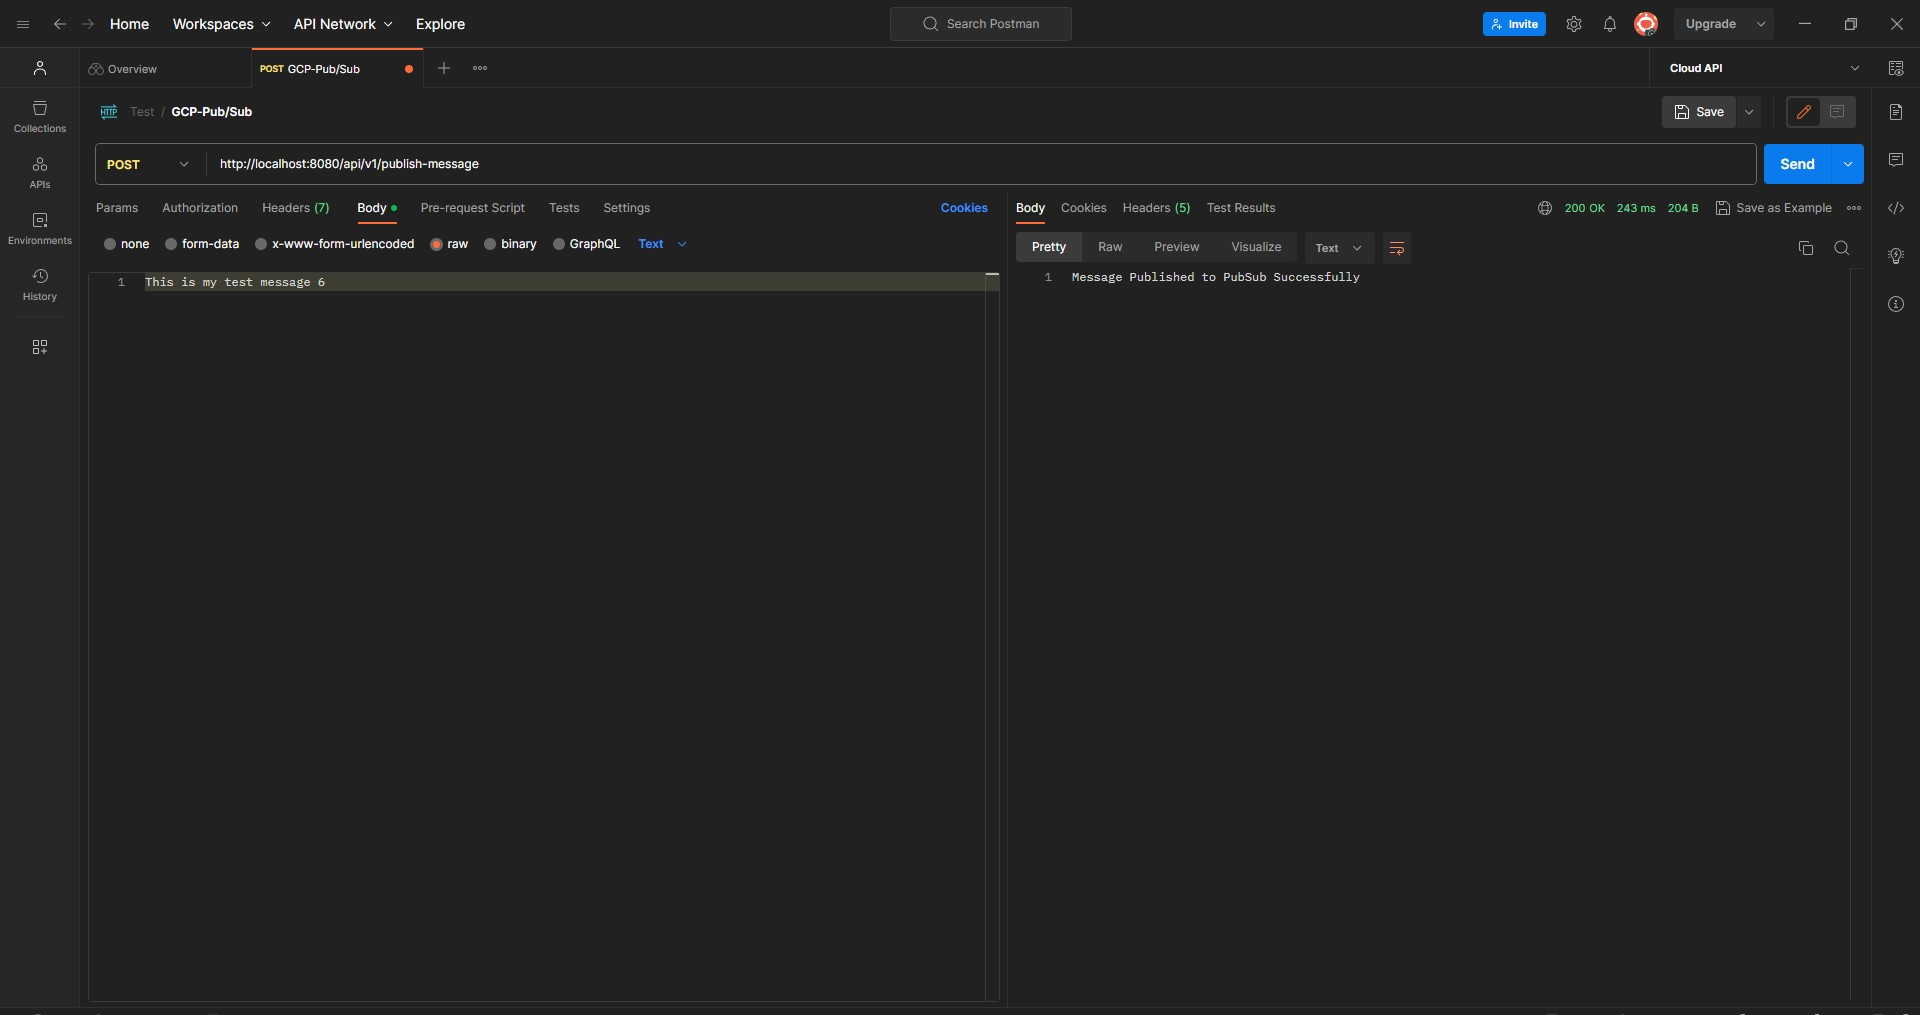 Home Workspaces API Network Explore Search Postman Invite Upgrade
Overview POST GCP-Pub/Sub Cloud API
HTTP Test / GCP-Pub/Sub Save
Collections
APIs
Environments
History
POST http://localhost:8080/api/v1/publish-message Send
Params Authorization Headers (7) Body Pre-request Script Tests Settings Cookies
none form-data x-www-form-urlencoded raw binary GraphQL Text
1 This is my test message 6
Body Cookies Headers (5) Test Results 200 OK 243 ms 204 B Save as Example
Pretty Raw Preview Visualize Text
1 Message Published to PubSub Successfully